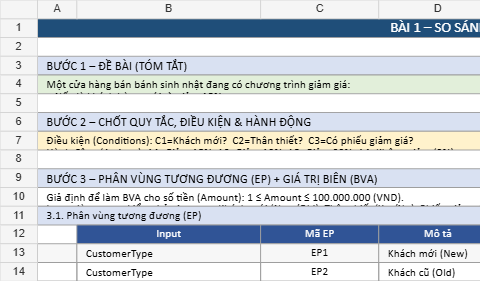 A B C D
1 BÀI 1 – SO SÁN
2
3 BƯỚC 1 – ĐỀ BÀI (TÓM TẮT)
4 Một cửa hàng bán bánh sinh nhật đang có chương trình giảm giá:
5
6 BƯỚC 2 – CHỐT QUY TẮC, ĐIỀU KIỆN & HÀNH ĐỘNG
7 Điều kiện (Conditions): C1=Khách mới? C2=Thân thiết? C3=Có phiếu giảm giá?
8
9 BƯỚC 3 – PHÂN VÙNG TƯƠNG ĐƯƠNG (EP) + GIÁ TRỊ BIÊN (BVA)
10 Giả định để làm BVA cho số tiền (Amount): 1 ≤ Amount ≤ 100.000.000 (VND).
11 3.1. Phân vùng tương đương (EP)
12 Input Mã EP Mô tả
13 CustomerType EP1 Khách mới (New)
14 CustomerType EP2 Khách cũ (Old)